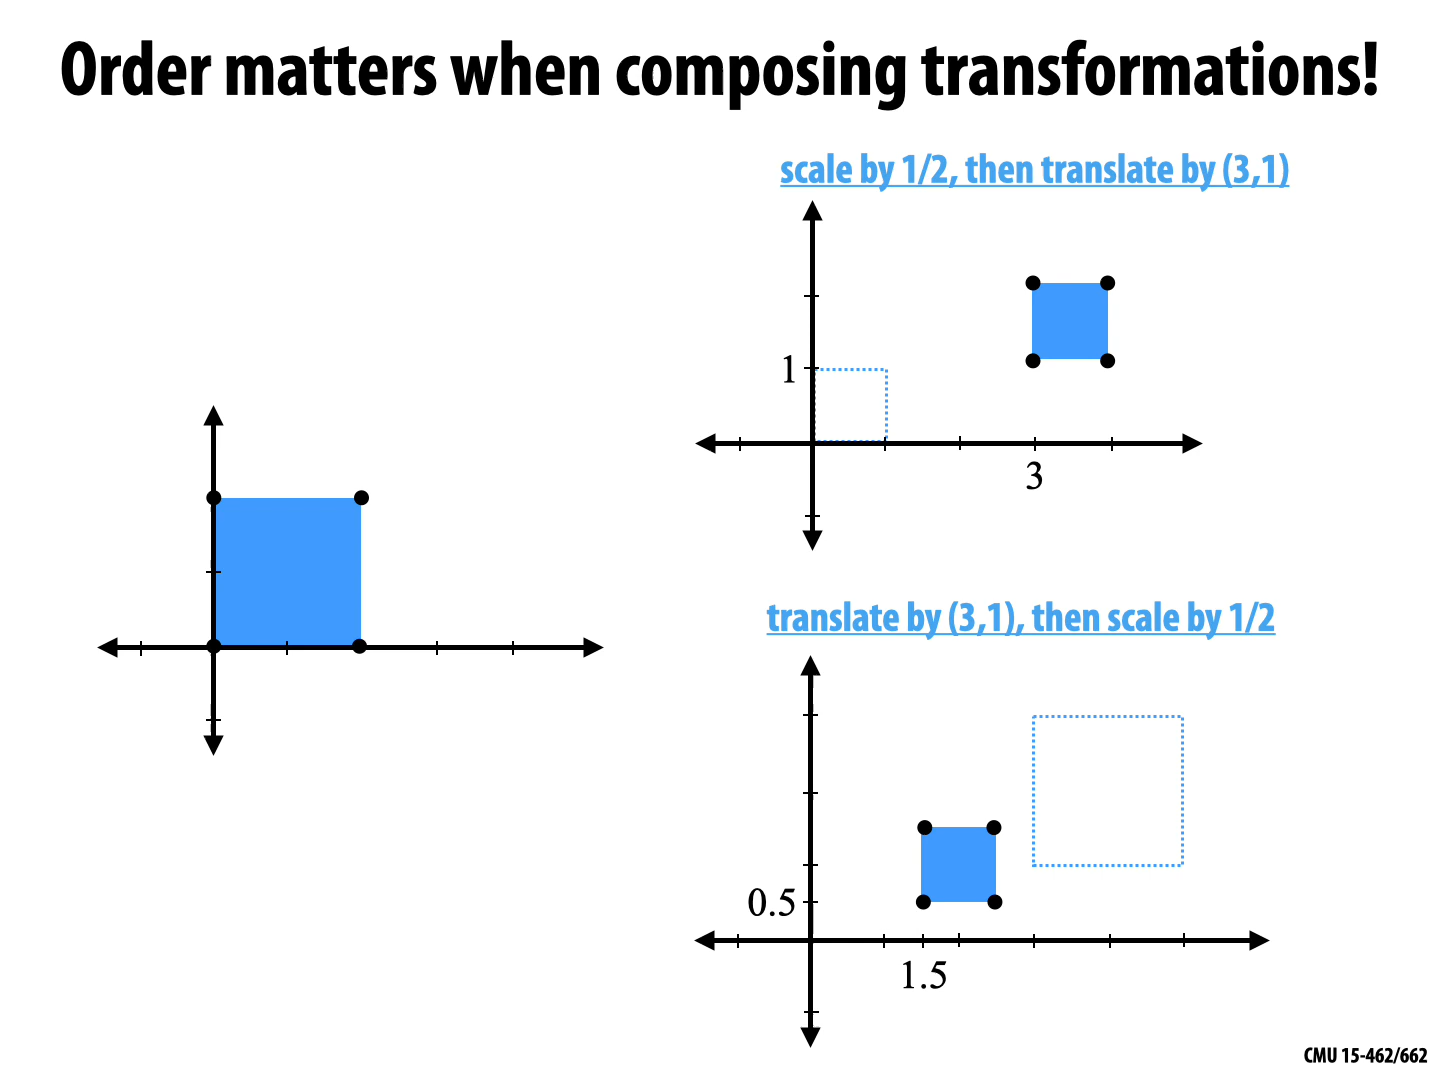 Order matters when composing transformations!
scale by 1/2, then translate by (3,1)
1
3
translate by (3,1), then scale by 1/2
0.5
1.5
CMU 15-462/662